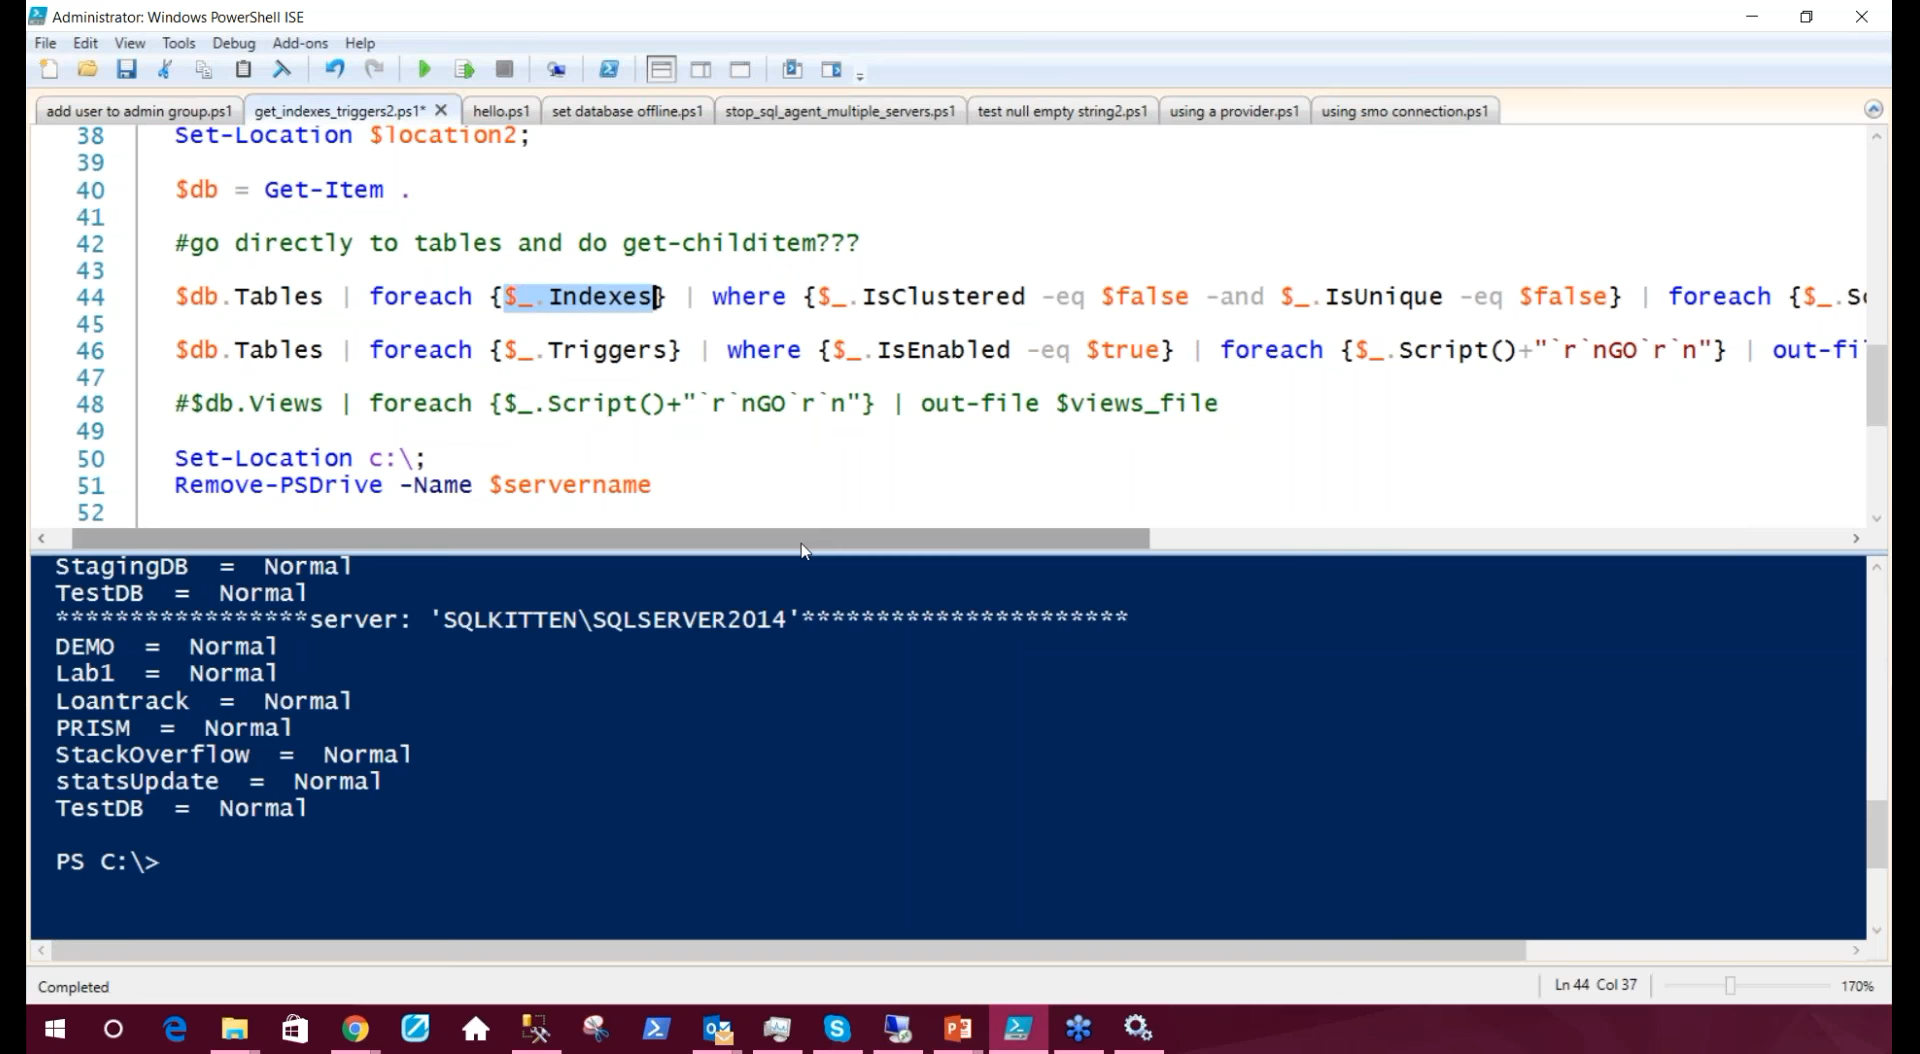 Administrator: Windows PowerShell ISE
File Edit View Tools Debug Add-ons Help
add user to admin group.ps1 get_indexes_triggers2.ps1* hello.ps1 set database offline.ps1 stop_sql_agent_multiple_servers.ps1 test null empty string2.ps1 using a provider.ps1 using smo connection.ps1
38 Set-Location $location2;
39
40 $db = Get-Item .
41
42 #go directly to tables and do get-childitem???
43
44 $db.Tables | foreach {$_.Indexes} | where {$_.IsClustered -eq $false -and $_.IsUnique -eq $false} | foreach {$_.Sc
45
46 $db.Tables | foreach {$_.Triggers} | where {$_.IsEnabled -eq $true} | foreach {$_.Script()+"`r`nGO`r`n"} | out-fi
47
48 #$db.Views | foreach {$_.Script()+"`r`nGO`r`n"} | out-file $views_file
49
50 Set-Location c:\;
51 Remove-PSDrive -Name $servername
52
StagingDB = Normal
TestDB = Normal
*****************server: 'SQLKITTEN\SQLSERVER2014'**********************
DEMO = Normal
Lab1 = Normal
Loantrack = Normal
PRISM = Normal
StackOverflow = Normal
statsUpdate = Normal
TestDB = Normal
PS C:\>
Completed Ln 44 Col 37 170%